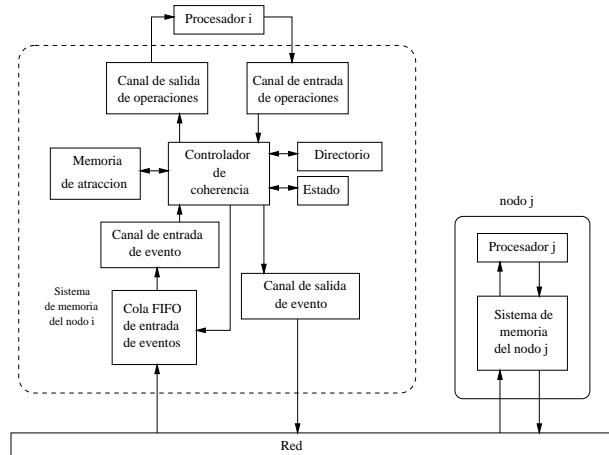 Procesador i
Canal de salida
de operaciones
Canal de entrada
de operaciones
Memoria
de atraccion
Controlador
de
coherencia
Directorio
Estado
Canal de entrada
de evento
Sistema
de memoria
del nodo i
Cola FIFO
de entrada
de eventos
Canal de salida
de evento
nodo j
Procesador j
Sistema de
memoria
del nodo j
Red